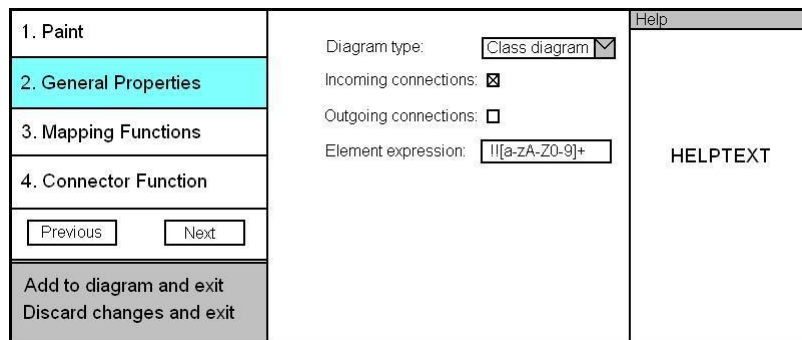 1. Paint
2. General Properties
3. Mapping Functions
4. Connector Function
Previous Next
Add to diagram and exit
Discard changes and exit
Diagram type: Class diagram
Incoming connections:
Outgoing connections:
Element expression: !![a-zA-Z0-9]+
Help
HELPTEXT